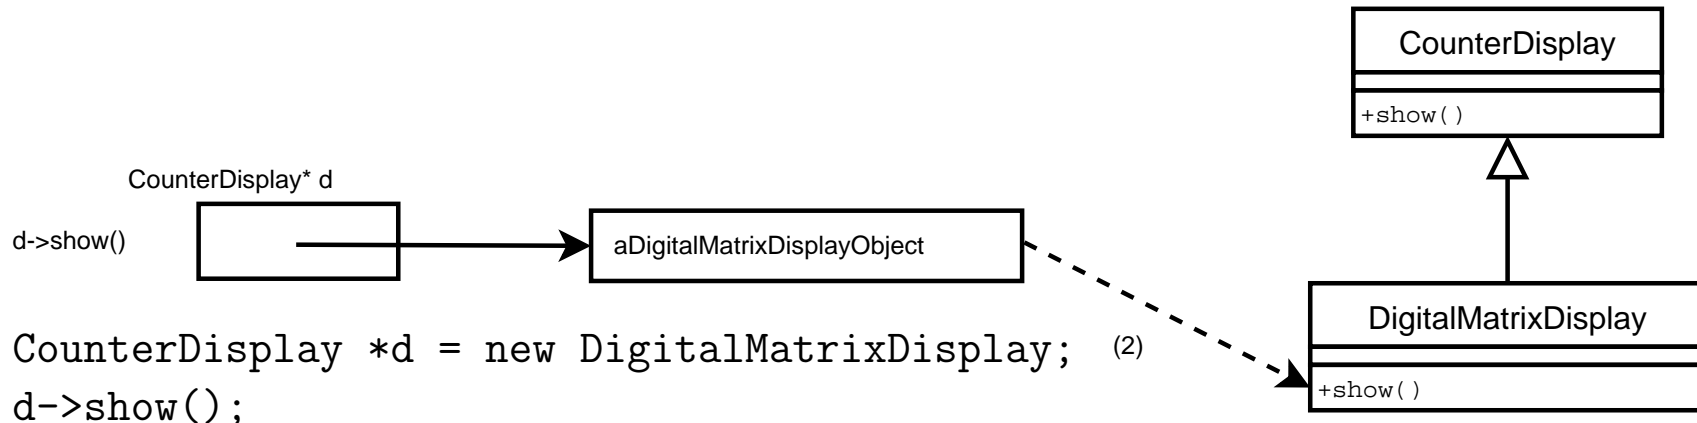 CounterDisplay
+show()
CounterDisplay* d
d->show()
aDigitalMatrixDisplayObject
DigitalMatrixDisplay
+show()
CounterDisplay *d = new DigitalMatrixDisplay; (2)
d->show();